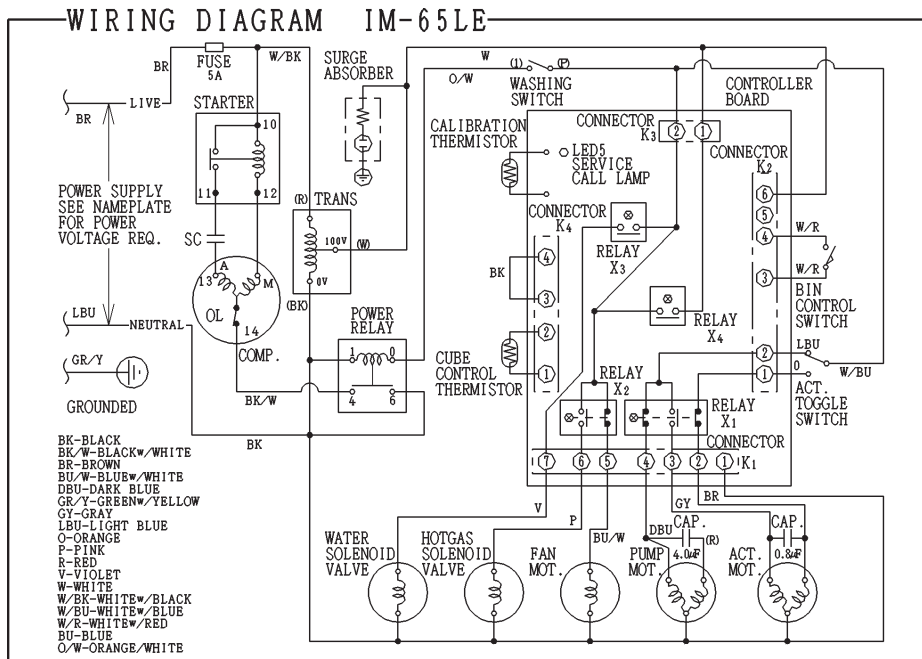 WIRING DIAGRAM IM-65LE
BR
FUSE
5A
W/BK
SURGE
ABSORBER
W
O/W
(1)
(P)
WASHING
SWITCH
CONTROLLER
BOARD
LIVE
BR
STARTER
10
11
12
CALIBRATION
THERMISTOR
CONNECTOR
K3
2
1
LED5
SERVICE
CALL LAMP
CONNECTOR
K2
6
5
4
3
2
1
POWER SUPPLY
SEE NAMEPLATE
FOR POWER
VOLTAGE REQ.
SC
(R)
TRANS
100V
(W)
0V
(BK)
CONNECTOR
K4
4
3
2
1
BK
RELAY
X3
RELAY
X4
W/R
W/R
BIN
CONTROL
SWITCH
13
A
M
OL
14
COMP.
LBU
NEUTRAL
POWER
RELAY
1
0
4
6
CUBE
CONTROL
THERMISTOR
LBU
0
W/BU
ACT.
TOGGLE
SWITCH
GR/Y
GROUNDED
BK/W
BK
RELAY
X2
RELAY
X1
CONNECTOR
K1
7
6
5
4
3
2
1
BK-BLACK
BK/W-BLACKw/WHITE
BR-BROWN
BU/W-BLUEw/WHITE
DBU-DARK BLUE
GR/Y-GREENw/YELLOW
GY-GRAY
LBU-LIGHT BLUE
O-ORANGE
P-PINK
R-RED
V-VIOLET
W-WHITE
W/BK-WHITEw/BLACK
W/BU-WHITEw/BLUE
W/R-WHITEw/RED
BU-BLUE
O/W-ORANGE/WHITE
V
P
BU/W
DBU
GY
BR
CAP.
4.0μF
(R)
CAP.
0.8μF
WATER
SOLENOID
VALVE
HOTGAS
SOLENOID
VALVE
FAN
MOT.
PUMP
MOT.
ACT.
MOT.